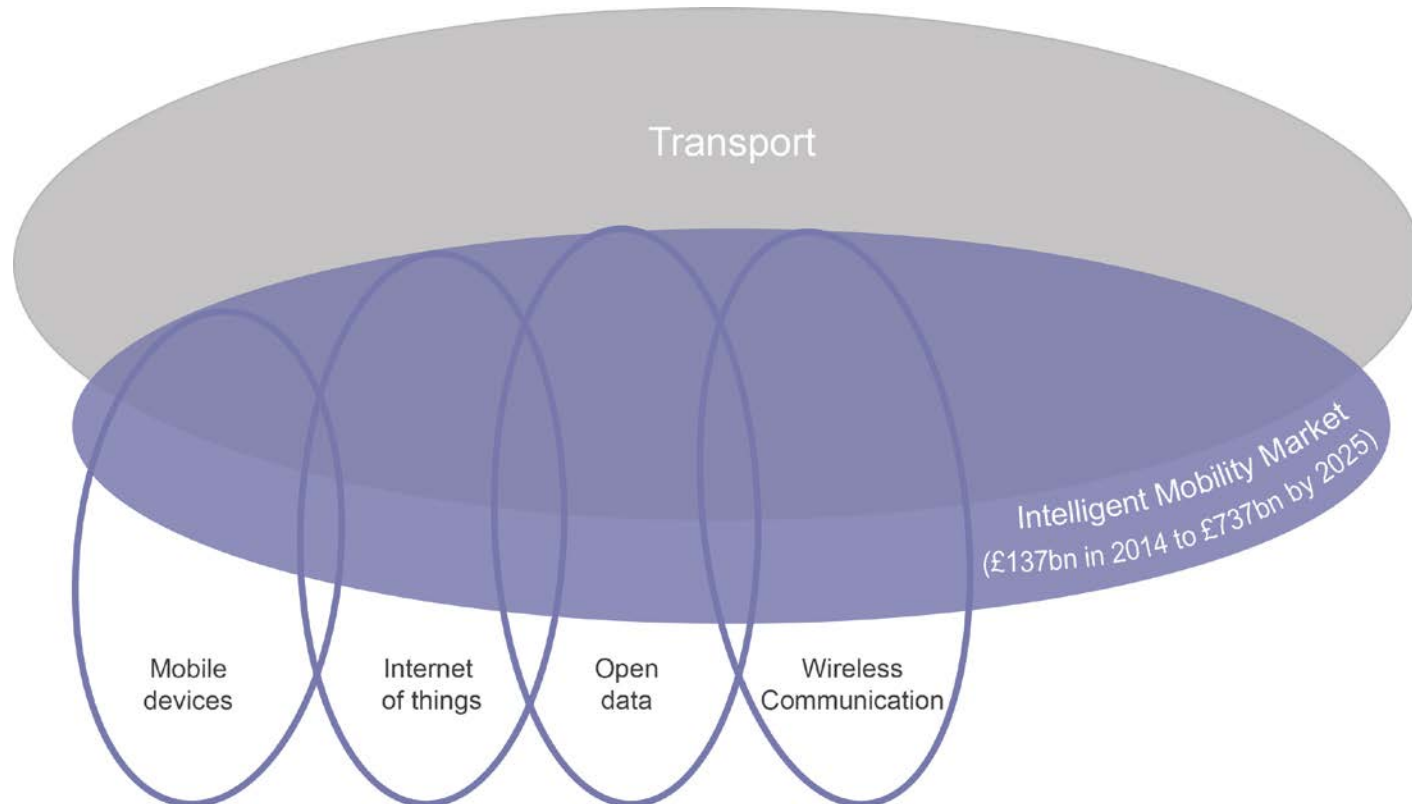 Transport
Intelligent Mobility Market
(£137bn in 2014 to £737bn by 2025)
Mobile
devices
Internet
of things
Open
data
Wireless
Communication